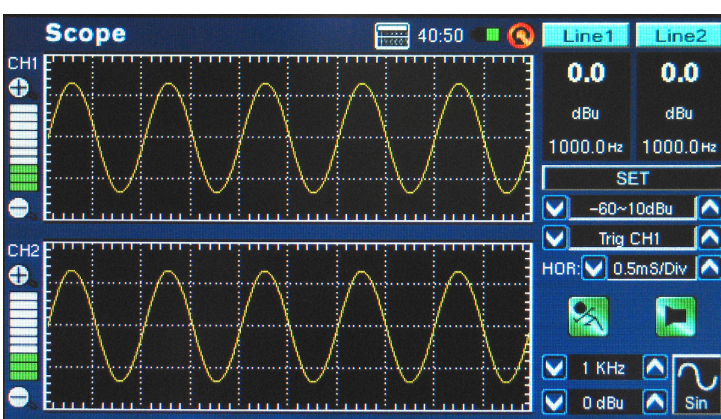 Scope
40:50
Line1
Line2
CH1
0.0
0.0
dBu
dBu
1000.0Hz
1000.0Hz
SET
-60~10dBu
Trig CH1
CH2
HOR:
0.5mS/Div
1 KHz
0 dBu
Sin